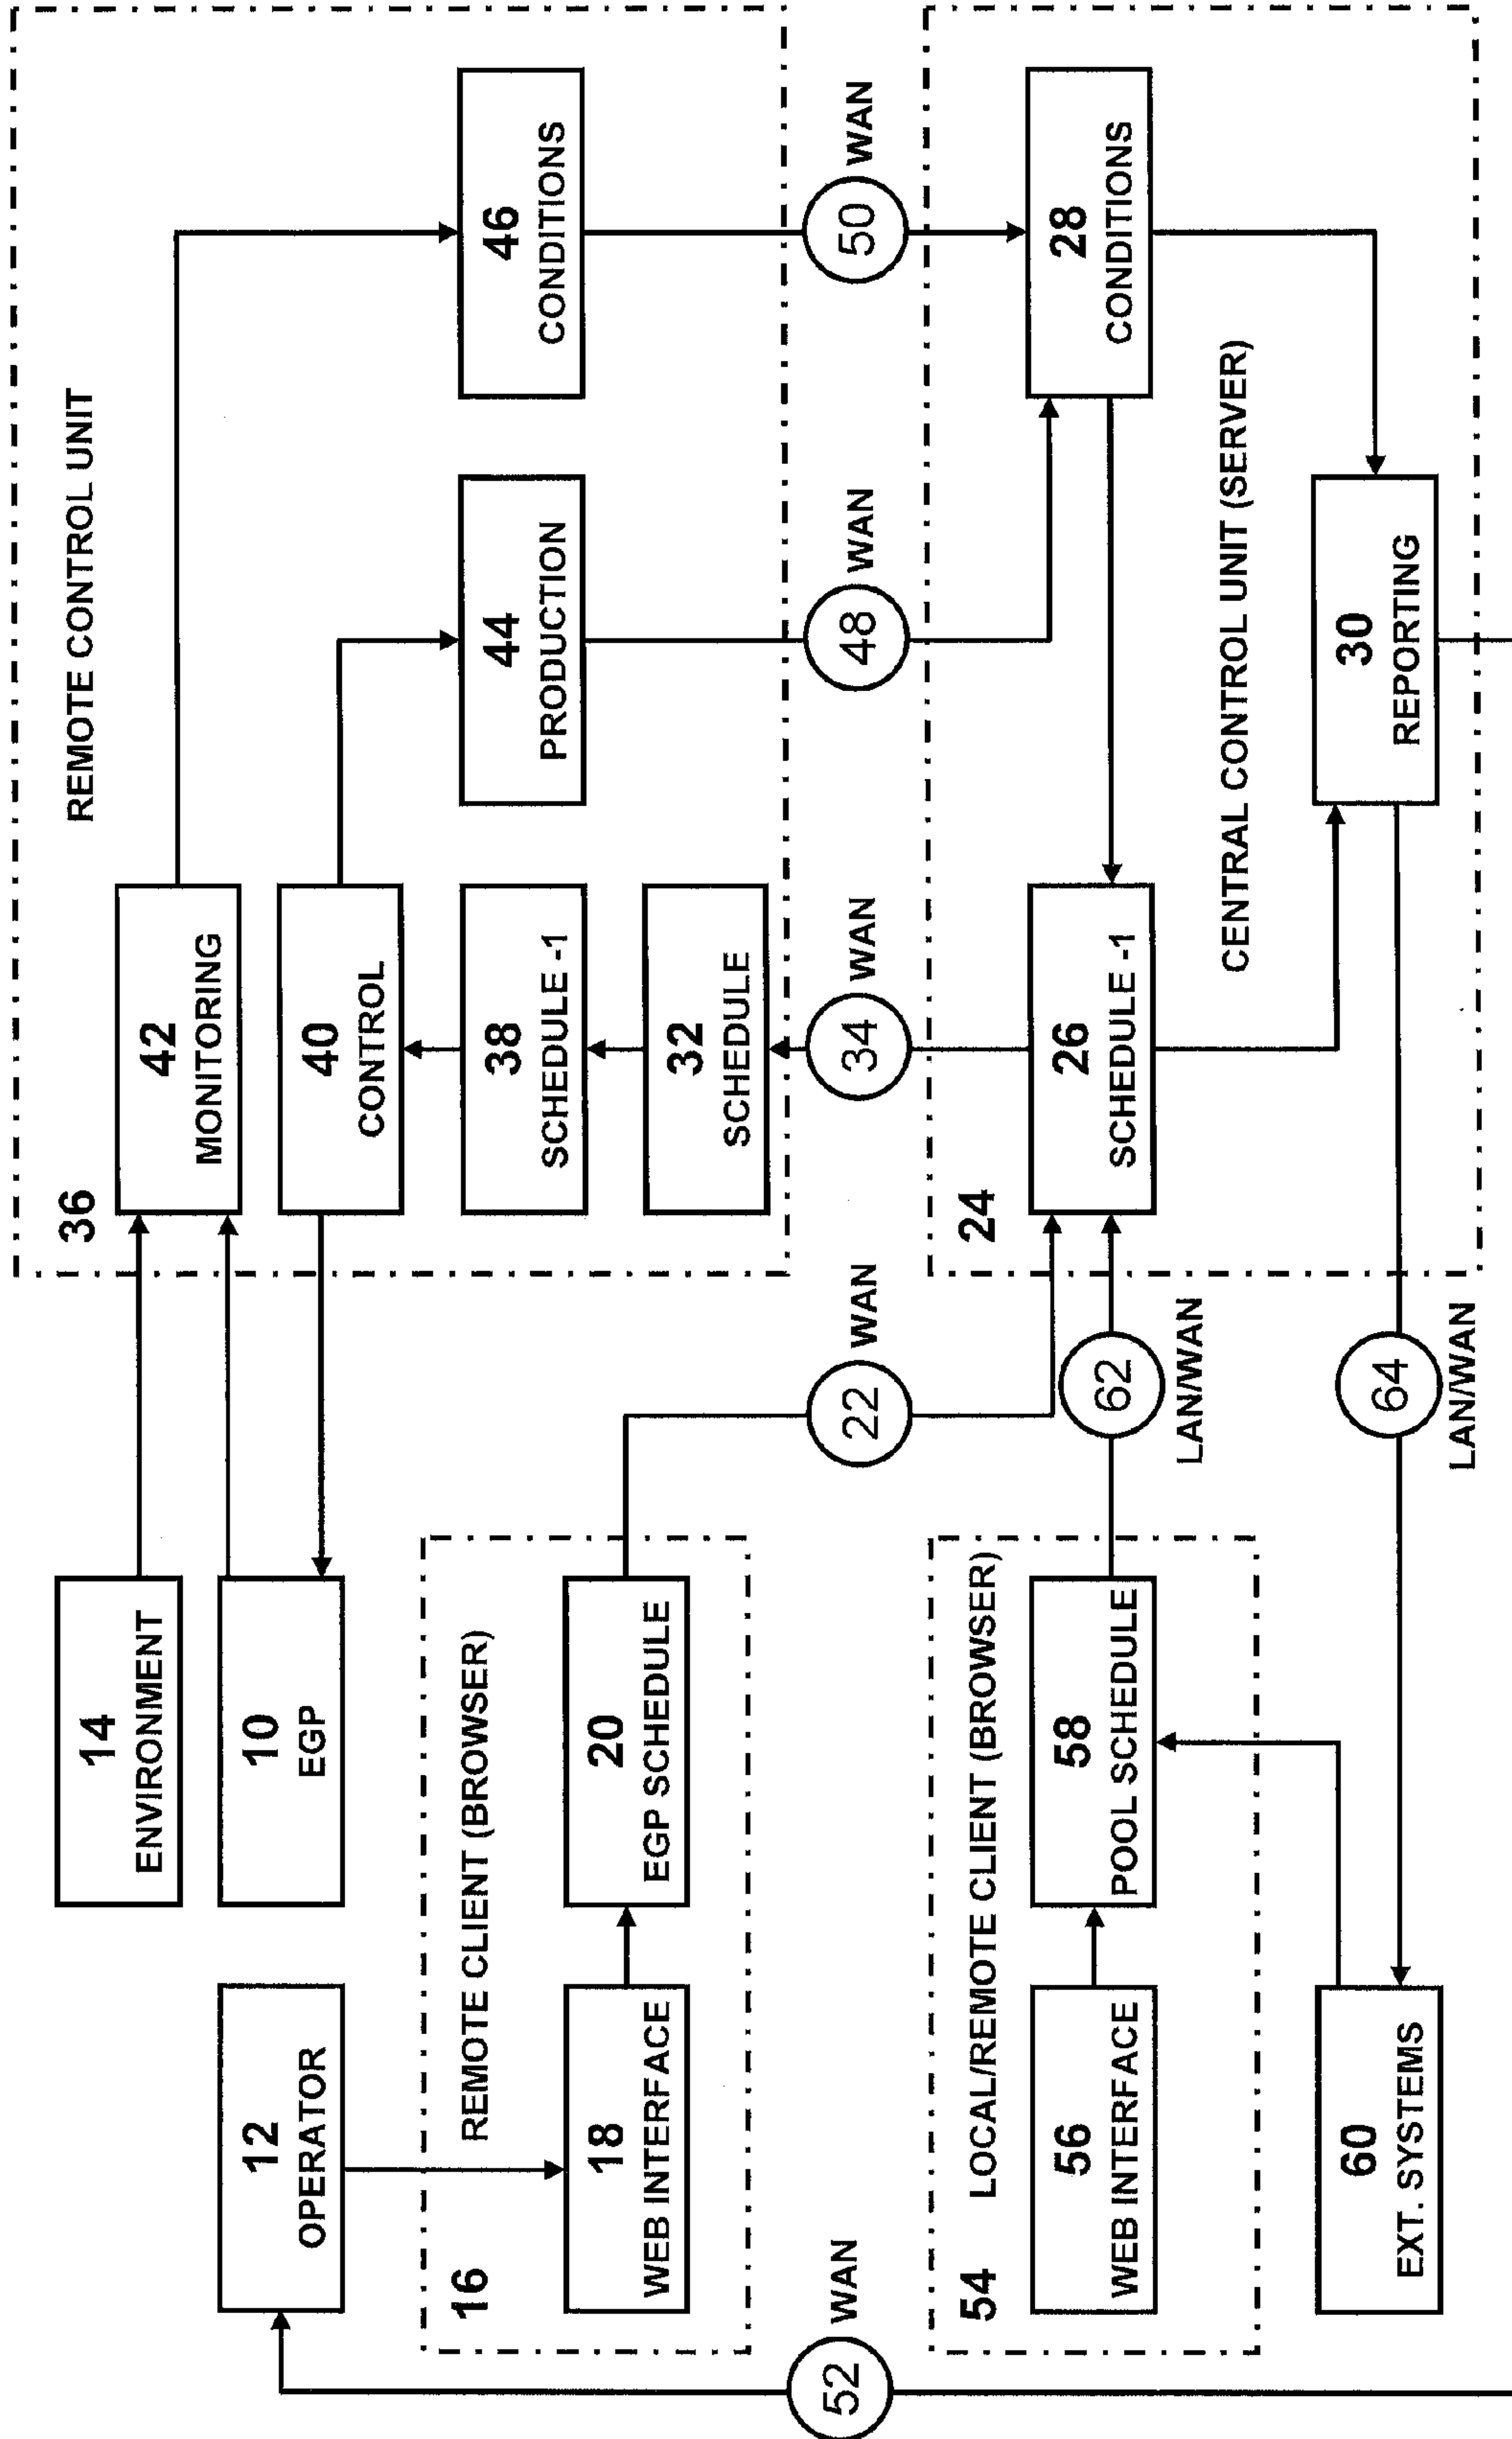 REMOTE CONTROL UNIT
36
42
MONITORING
40
CONTROL
38
SCHEDULE -1
32
SCHEDULE
44
PRODUCTION
46
CONDITIONS
14
ENVIRONMENT
10
EGP
12
OPERATOR
16
REMOTE CLIENT (BROWSER)
18
WEB INTERFACE
20
EGP SCHEDULE
52
WAN
22
WAN
34
WAN
48
WAN
50
WAN
54
LOCAL/REMOTE CLIENT (BROWSER)
56
WEB INTERFACE
58
POOL SCHEDULE
62
LAN/WAN
24
26
SCHEDULE -1
28
CONDITIONS
CENTRAL CONTROL UNIT (SERVER)
30
REPORTING
60
EXT. SYSTEMS
64
LAN/WAN